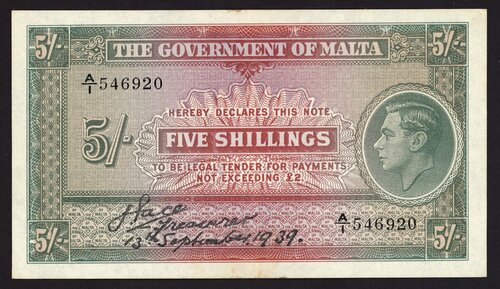 5/- THE GOVERNMENT OF MALTA 5/-
A/1 546920
HEREBY DECLARES THIS NOTE
5/- FIVE SHILLINGS
TO BE LEGAL TENDER FOR PAYMENTS
NOT EXCEEDING £2.
A/1 546920
Treasurer
5/- 13th September, 1939. 5/-